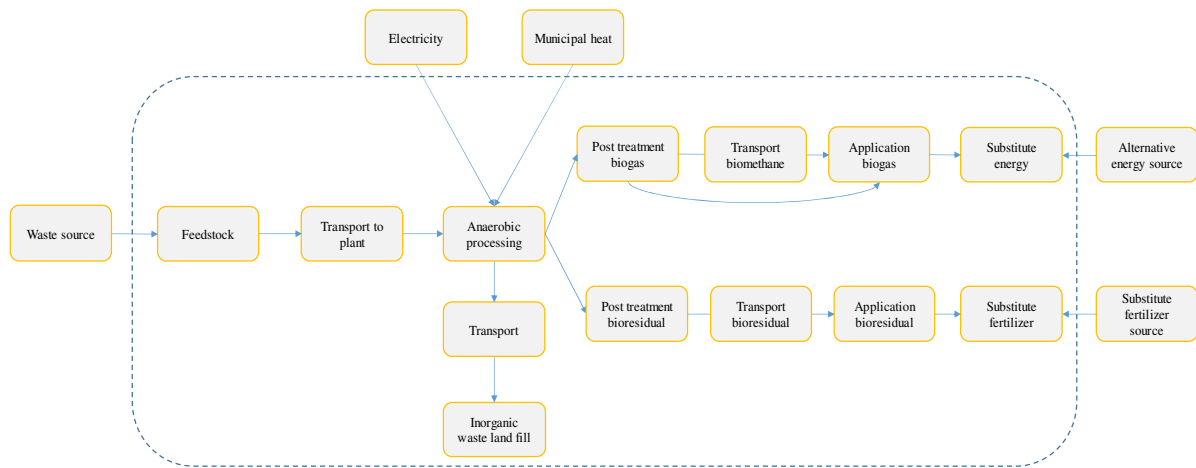 Electricity
Municipal heat
Post treatment
biogas
Transport
biomethane
Application
biogas
Substitute
energy
Alternative
energy source
Waste source
Feedstock
Transport to
plant
Anaerobic
processing
Post treatment
bioresidual
Transport
bioresidual
Application
bioresidual
Substitute
fertilizer
Substitute
fertilizer
source
Transport
Inorganic
waste land fill